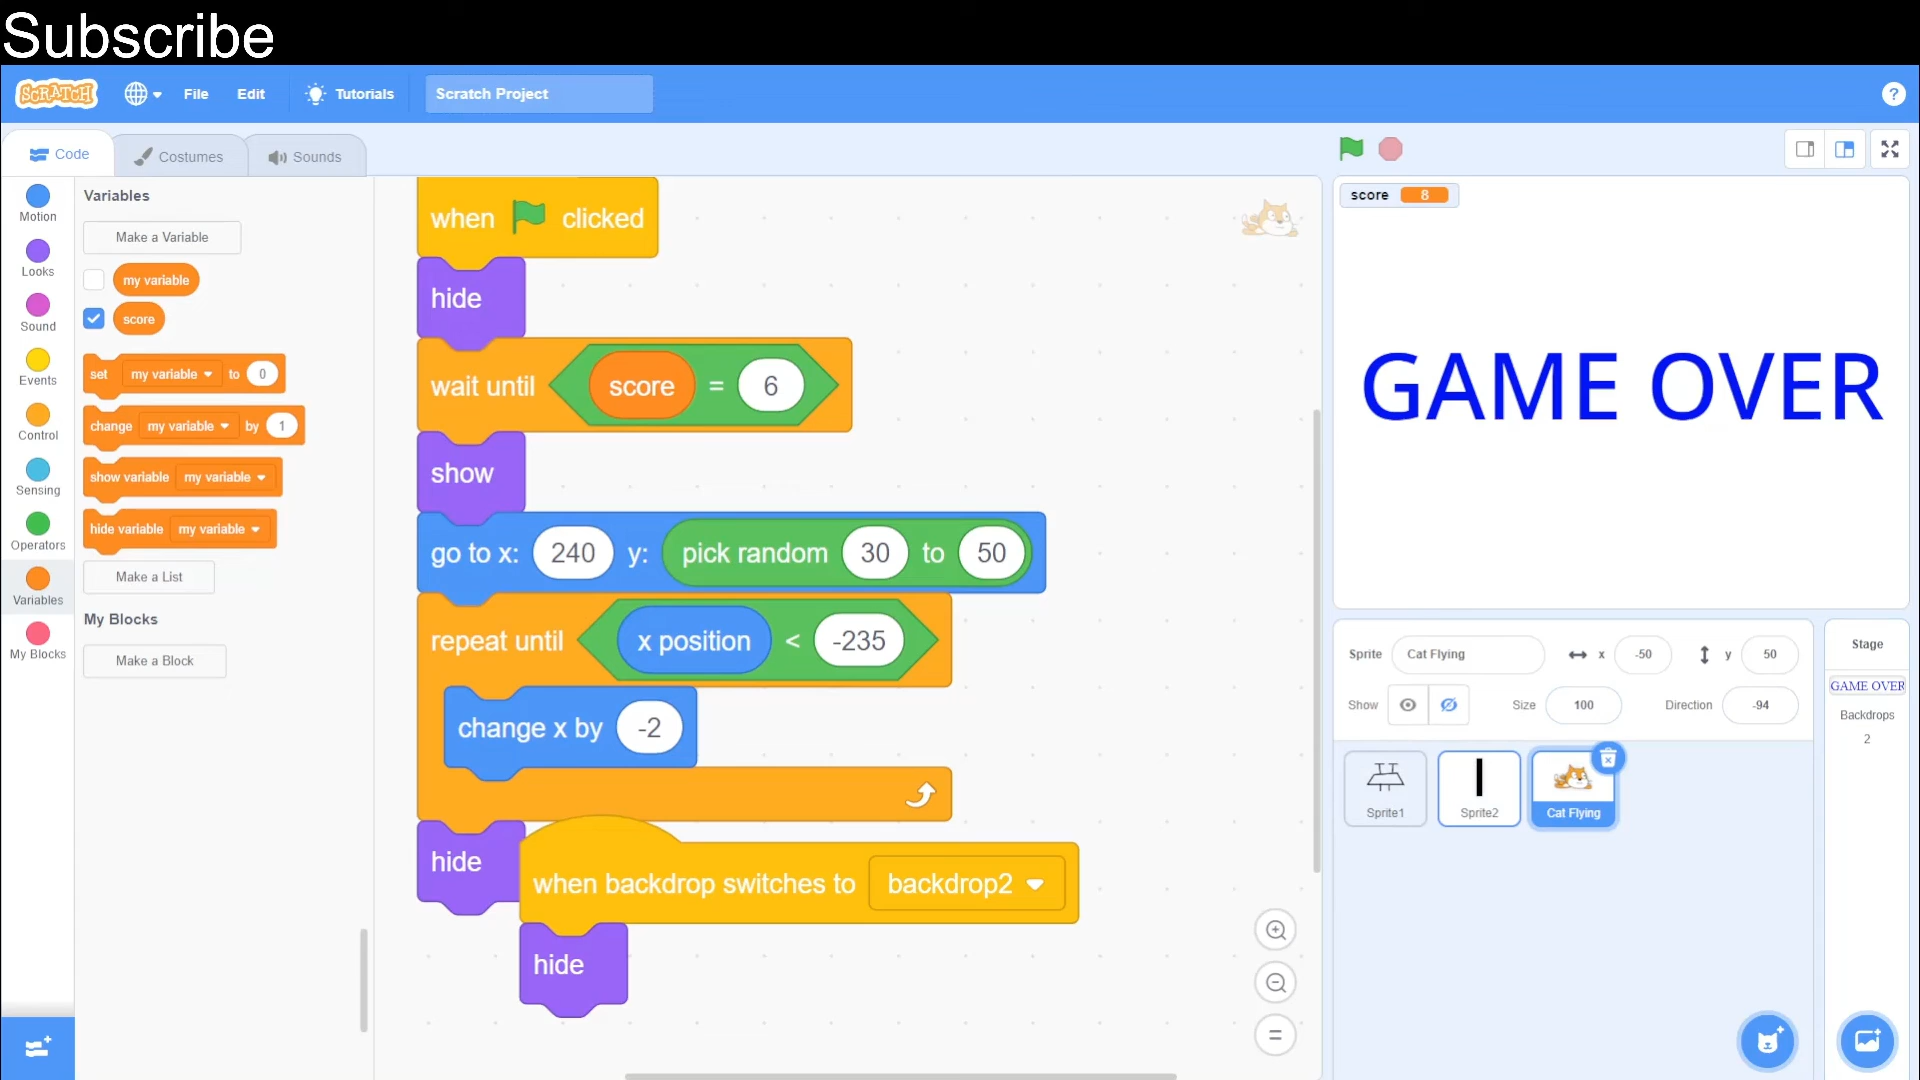 Subscribe
SCRATCH
File
Edit
Tutorials
Scratch Project
?
Code
Costumes
Sounds
Motion
Looks
Sound
Events
Control
Sensing
Operators
Variables
My Blocks
Variables
Make a Variable
my variable
score
set my variable to 0
change my variable by 1
show variable my variable
hide variable my variable
Make a List
My Blocks
Make a Block
when clicked
hide
wait until score = 6
show
go to x: 240 y: pick random 30 to 50
repeat until x position < -235
change x by -2
hide
when backdrop switches to backdrop2
hide
score 8
GAME OVER
Sprite Cat Flying x -50 y 50
Show Size 100 Direction -94
Sprite1
Sprite2
Cat Flying
Stage
GAME OVER
Backdrops
2